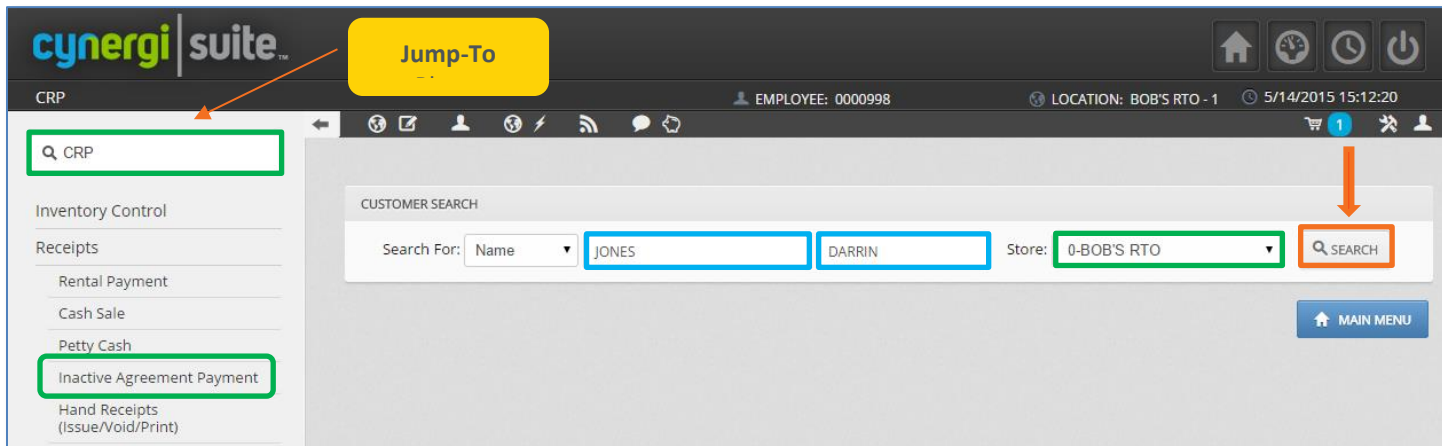 cynergi|suite™
Jump-To
CRP
EMPLOYEE: 0000998
LOCATION: BOB'S RTO - 1
5/14/2015 15:12:20
1
CRP
Inventory Control
Receipts
Rental Payment
Cash Sale
Petty Cash
Inactive Agreement Payment
Hand Receipts
(Issue/Void/Print)
CUSTOMER SEARCH
Search For: Name JONES DARRIN Store: 0-BOB'S RTO SEARCH
MAIN MENU